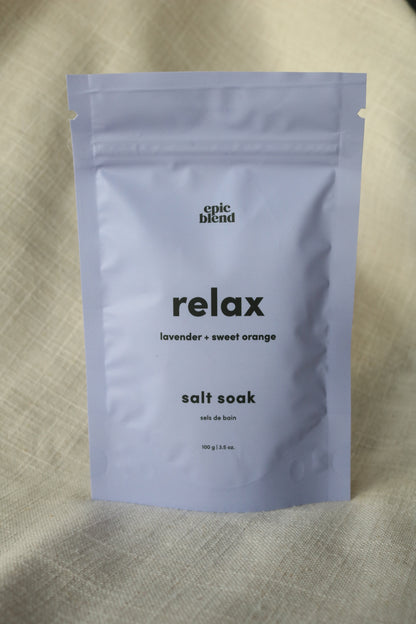 epic
blend
relax
lavender + sweet orange
salt soak
sels de bain
100 g | 3.5 oz.